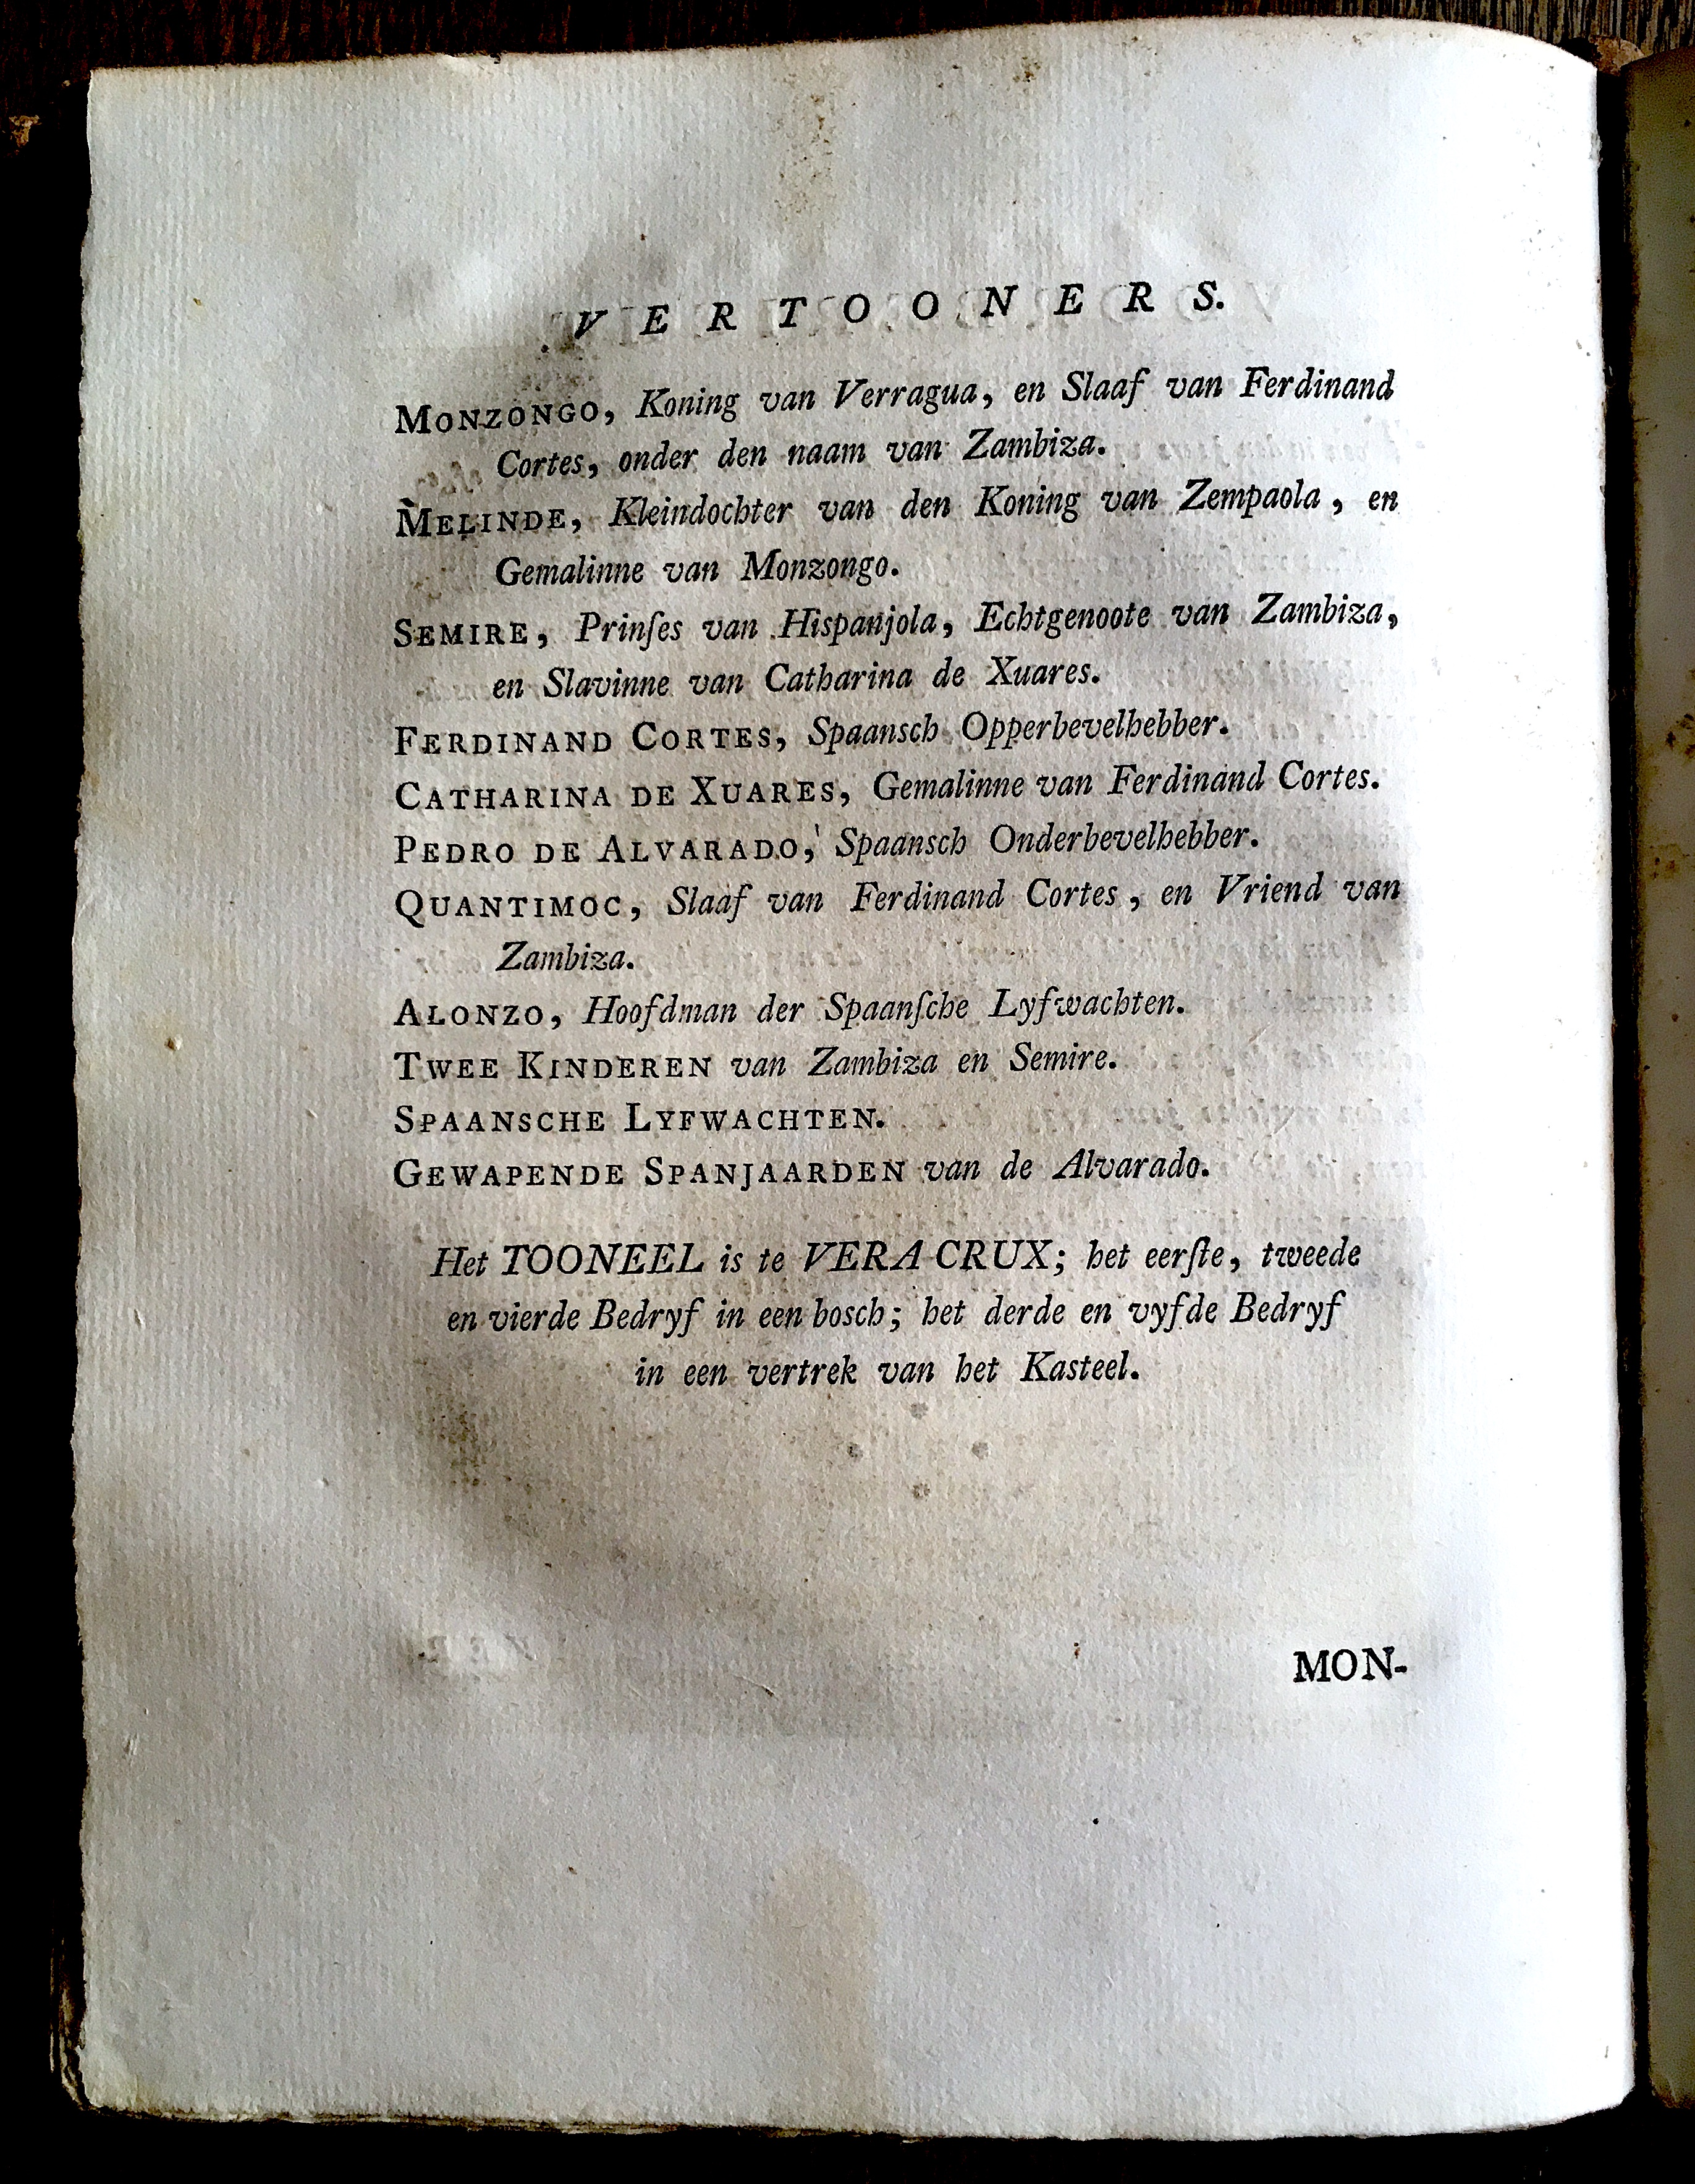 VERTOONERS.
MONZONGO, Koning van Verragua, en Slaaf van Ferdinand
Cortes, onder den naam van Zambiza.
MELINDE, Kleindochter van den Koning van Zempaola, en
Gemalinne van Monzongo.
SEMIRE, Prinſes van Hispanjola, Echtgenoote van Zambiza,
en Slavinne van Catharina de Xuares.
FERDINAND CORTES, Spaansch Opperbevelhebber.
CATHARINA DE XUARES, Gemalinne van Ferdinand Cortes.
PEDRO DE ALVARADO, Spaansch Onderbevelhebber.
QUANTIMOC, Slaaf van Ferdinand Cortes, en Vriend van
Zambiza.
ALONZO, Hoofdman der Spaanſche Lyfwachten.
TWEE KINDEREN van Zambiza en Semire.
SPAANSCHE LYFWACHTEN.
GEWAPENDE SPANJAARDEN van de Alvarado.
Het TOONEEL is te VERA CRUX; het eerſte, tweede
en vierde Bedryf in een bosch; het derde en vyfde Bedryf
in een vertrek van het Kasteel.
MON-